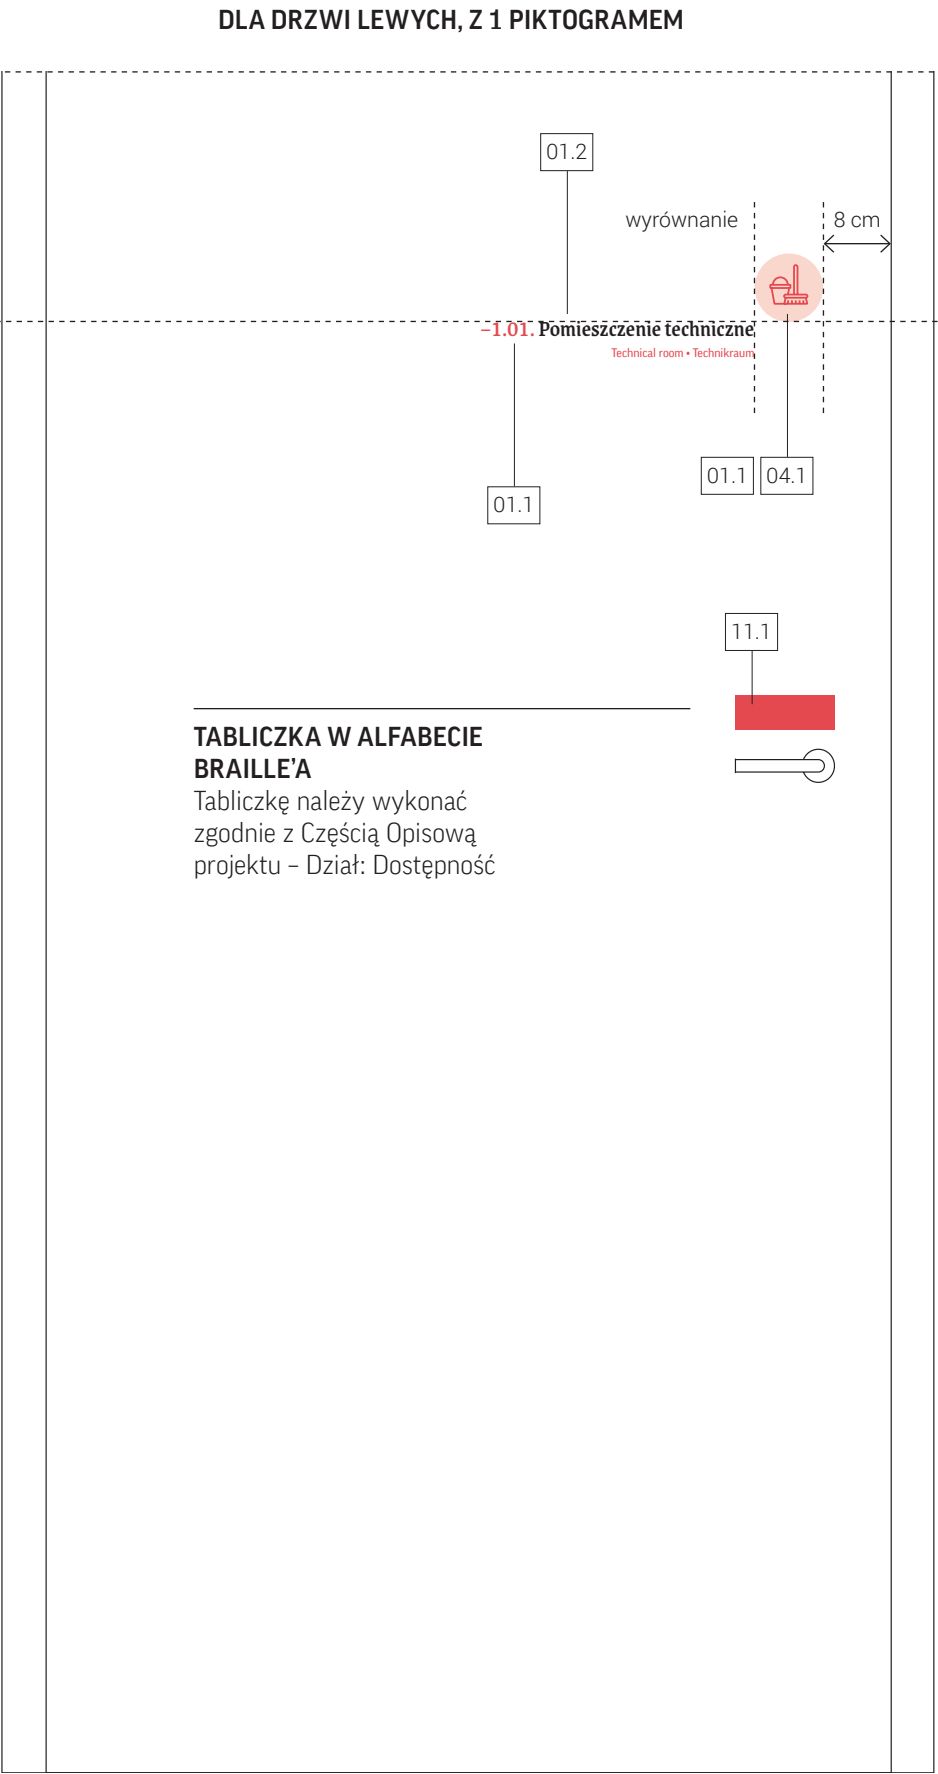 DLA DRZWI LEWYCH, Z 1 PIKTOGRAMEM
01.2
wyrównanie
8 cm
–1.01. Pomieszczenie techniczne
Technical room • Technikraum
01.1 04.1
01.1
11.1
TABLICZKA W ALFABECIE
BRAILLE’A
Tabliczkę należy wykonać
zgodnie z Częścią Opisową
projektu – Dział: Dostępność